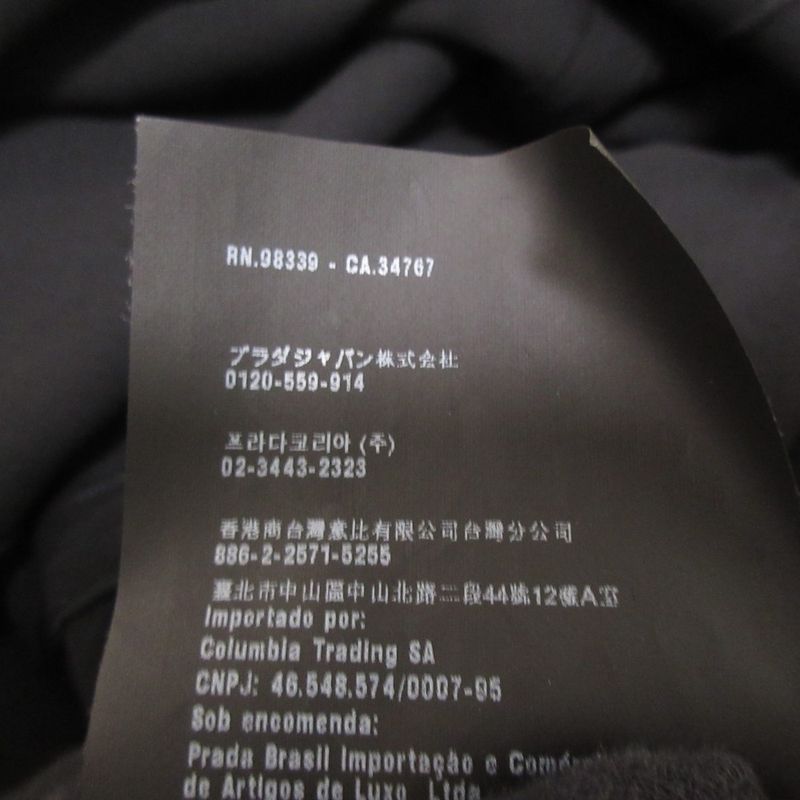 RN.98339 - CA.34767
プラダジャパン株式会社
0120-559-914
프라다코리아 (주)
02-3443-2323
香港商台灣意比有限公司台灣分公司
886-2-2571-5255
臺北市中山區中山北路二段44號12樓A室
Importado por:
Columbia Trading SA
CNPJ: 46.548.574/0007-95
Sob encomenda:
Prada Brasil Importação e
de Artigos de Luxo Ltda